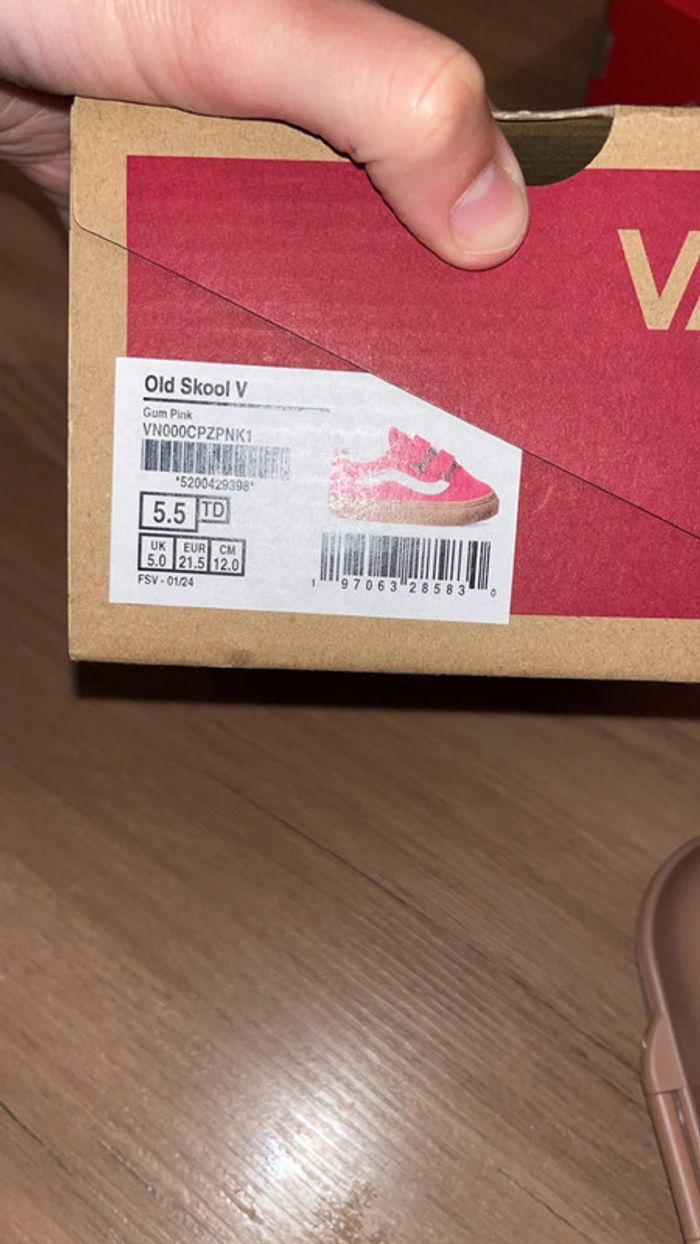 VA
Old Skool V
Gum Pink
VN000CPZPNK1
*5200429398*
5.5 TD
UK EUR CM
5.0 21.5 12.0
FSV - 01/24
1 97063 28583 0